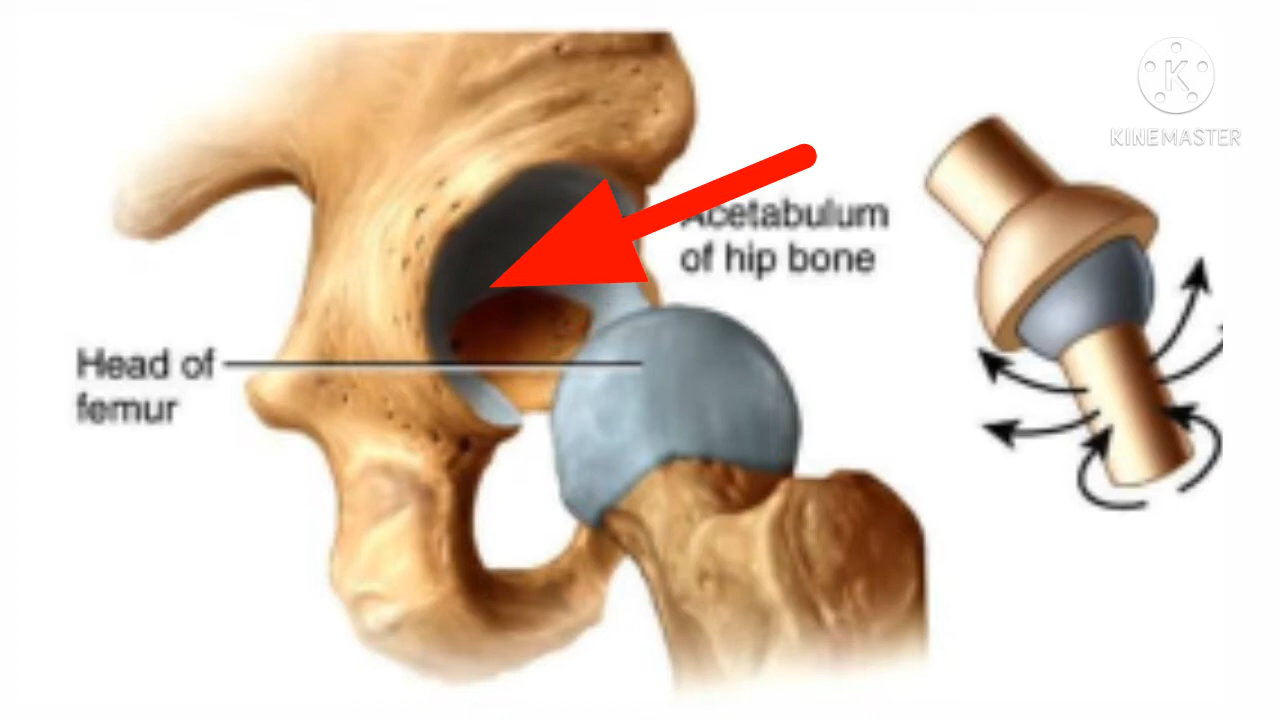 Acetabulum
of hip bone
Head of
femur
K
KINEMASTER